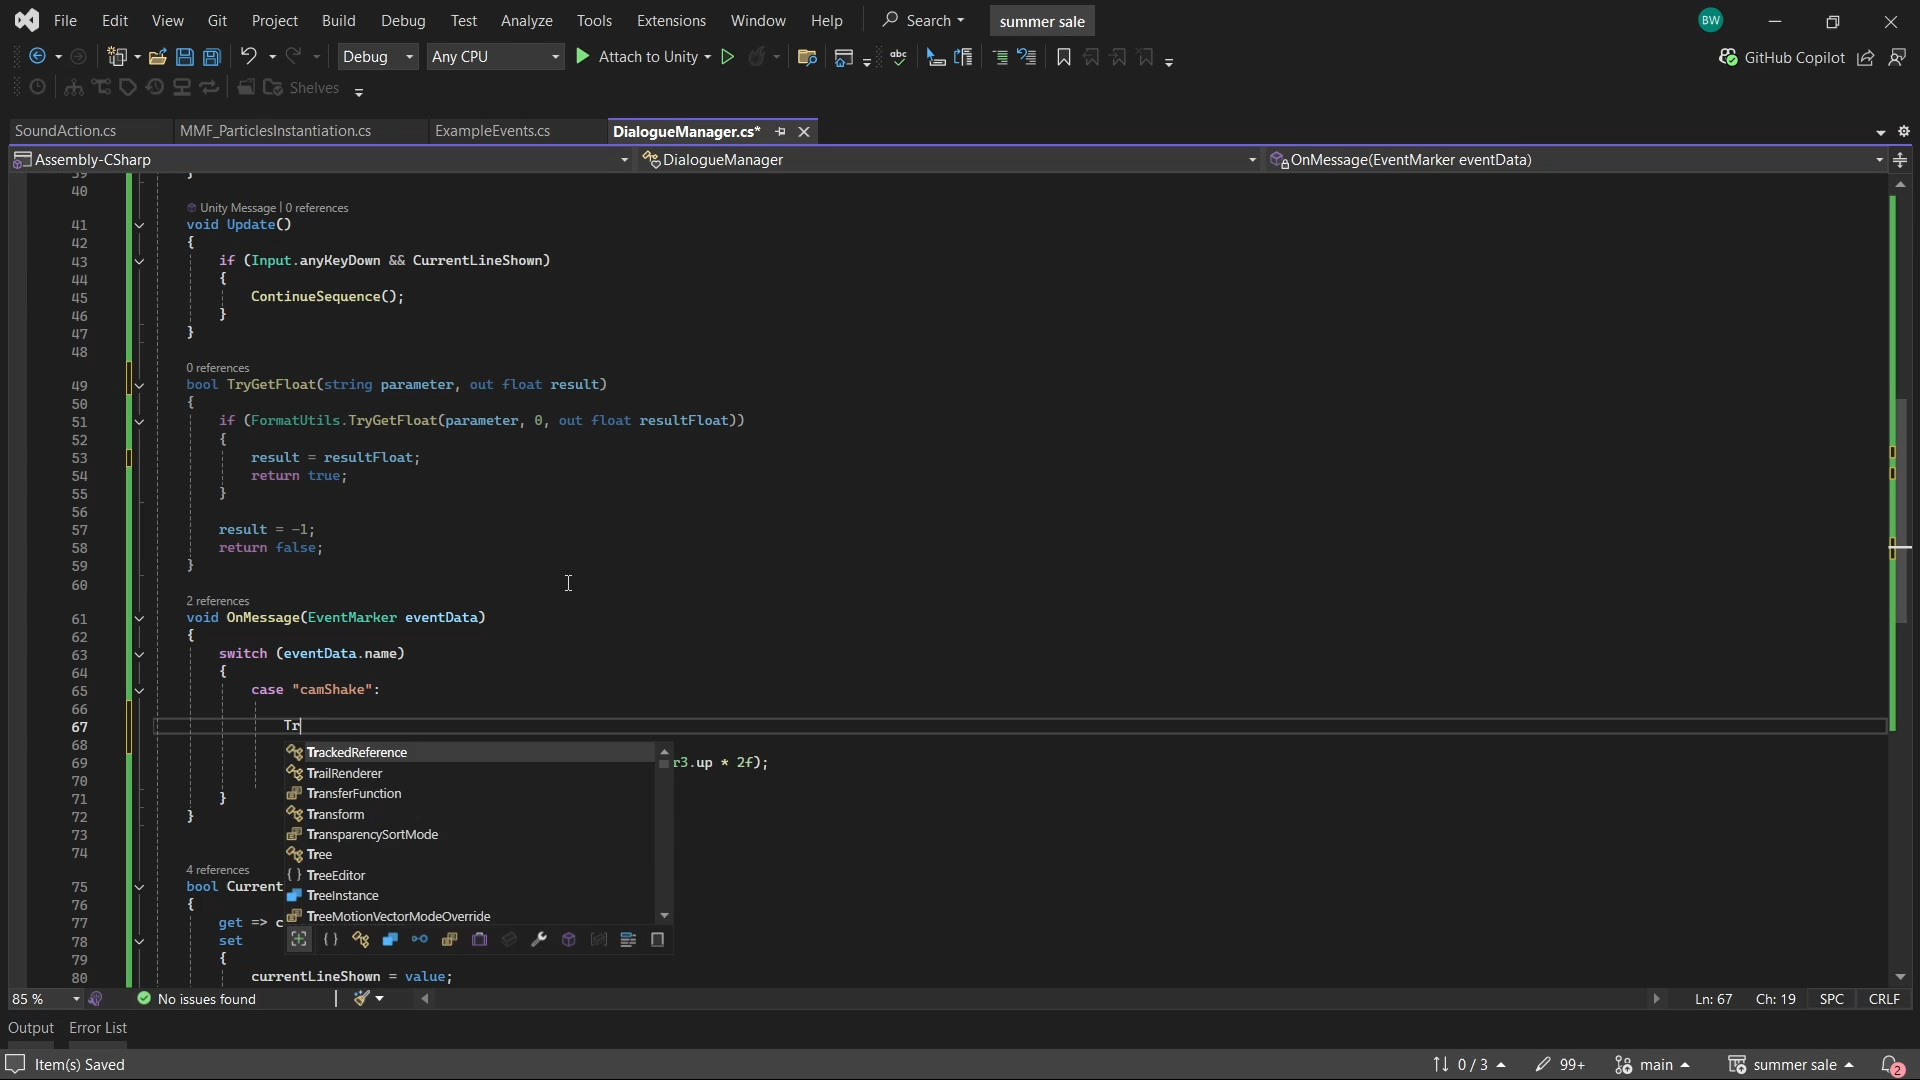 File Edit View Git Project Build Debug Test Analyze Tools Extensions Window Help Search summer sale BW
Debug Any CPU Attach to Unity abc GitHub Copilot
Shelves
SoundAction.cs MMF_ParticlesInstantiation.cs ExampleEvents.cs DialogueManager.cs*
Assembly-CSharp DialogueManager OnMessage(EventMarker eventData)
39 }
40
Unity Message | 0 references
41 void Update()
42 {
43 if (Input.anyKeyDown && CurrentLineShown)
44 {
45 ContinueSequence();
46 }
47 }
48
0 references
49 bool TryGetFloat(string parameter, out float result)
50 {
51 if (FormatUtils.TryGetFloat(parameter, 0, out float resultFloat))
52 {
53 result = resultFloat;
54 return true;
55 }
56
57 result = -1;
58 return false;
59 }
60
2 references
61 void OnMessage(EventMarker eventData)
62 {
63 switch (eventData.name)
64 {
65 case "camShake":
66
67 Tr
68 TrackedReference
69 r3.up * 2f);
TrailRenderer
70 TransferFunction
71 }
72 } Transform
73 TransparencySortMode
74 Tree
4 references TreeEditor
75 bool Current
TreeInstance
76 {
77 get => c TreeMotionVectorModeOverride
78 set
79 {
80 currentLineShown = value;
85 % No issues found Ln: 67 Ch: 19 SPC CRLF
Output Error List
Item(s) Saved 0 / 3 99+ main summer sale 2